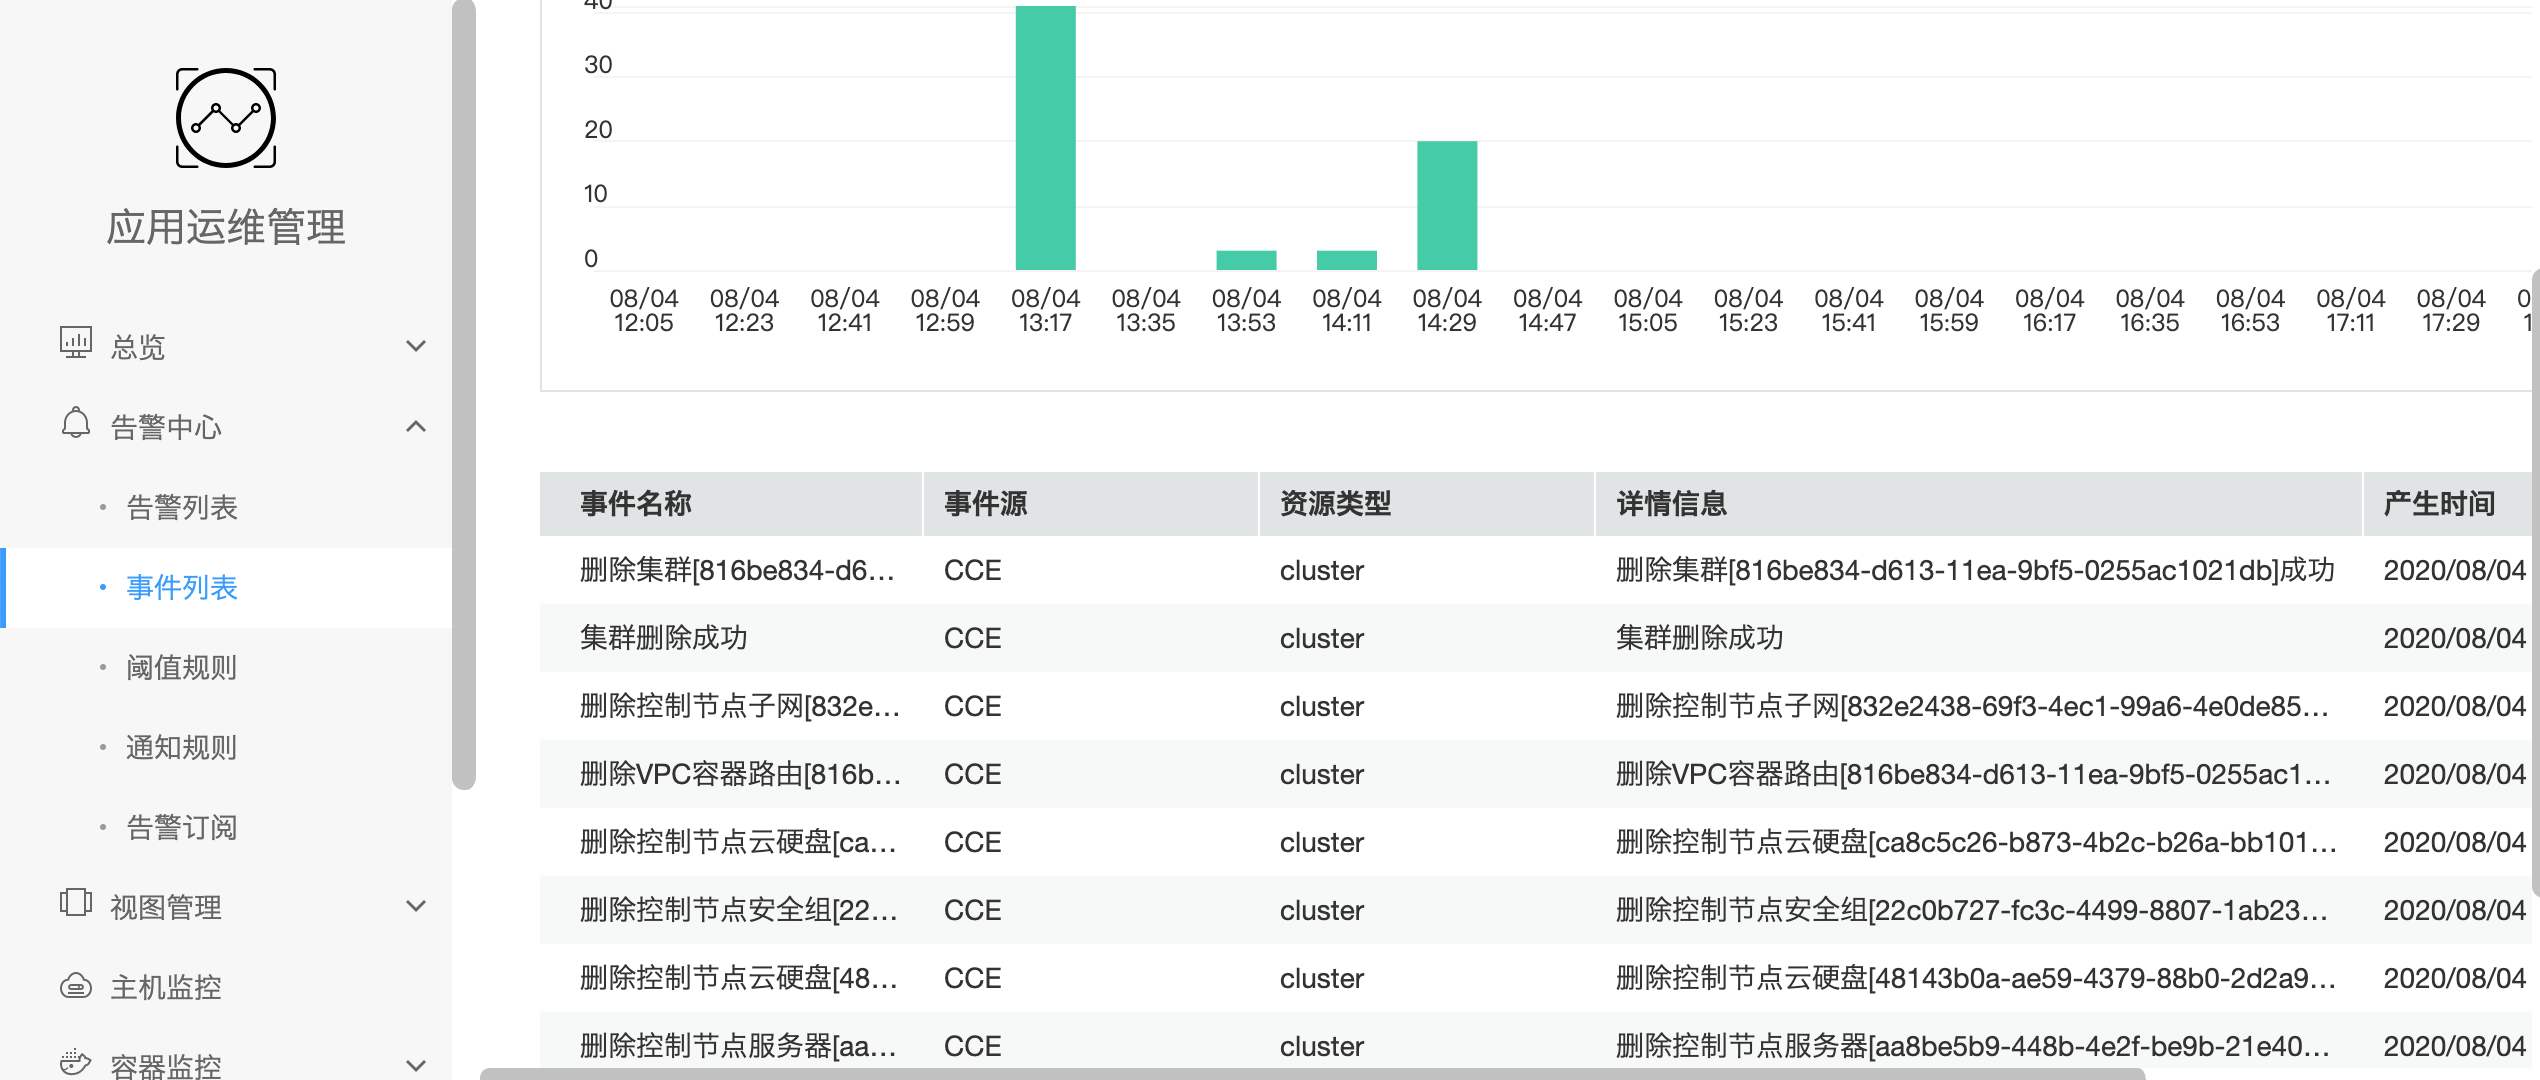 应用运维管理
总览
告警中心
告警列表
事件列表
阈值规则
通知规则
告警订阅
视图管理
主机监控
容器监控
40
30
20
10
0
08/04 08/04 08/04 08/04 08/04 08/04 08/04 08/04 08/04 08/04 08/04 08/04 08/04 08/04 08/04 08/04 08/04 08/04 08/04
12:05 12:23 12:41 12:59 13:17 13:35 13:53 14:11 14:29 14:47 15:05 15:23 15:41 15:59 16:17 16:35 16:53 17:11 17:29
事件名称 事件源 资源类型 详情信息 产生时间
删除集群[816be834-d6... CCE cluster 删除集群[816be834-d613-11ea-9bf5-0255ac1021db]成功 2020/08/04
集群删除成功 CCE cluster 集群删除成功 2020/08/04
删除控制节点子网[832e... CCE cluster 删除控制节点子网[832e2438-69f3-4ec1-99a6-4e0de85... 2020/08/04
删除VPC容器路由[816b... CCE cluster 删除VPC容器路由[816be834-d613-11ea-9bf5-0255ac1... 2020/08/04
删除控制节点云硬盘[ca... CCE cluster 删除控制节点云硬盘[ca8c5c26-b873-4b2c-b26a-bb101... 2020/08/04
删除控制节点安全组[22... CCE cluster 删除控制节点安全组[22c0b727-fc3c-4499-8807-1ab23... 2020/08/04
删除控制节点云硬盘[48... CCE cluster 删除控制节点云硬盘[48143b0a-ae59-4379-88b0-2d2a9... 2020/08/04
删除控制节点服务器[aa... CCE cluster 删除控制节点服务器[aa8be5b9-448b-4e2f-be9b-21e40... 2020/08/04